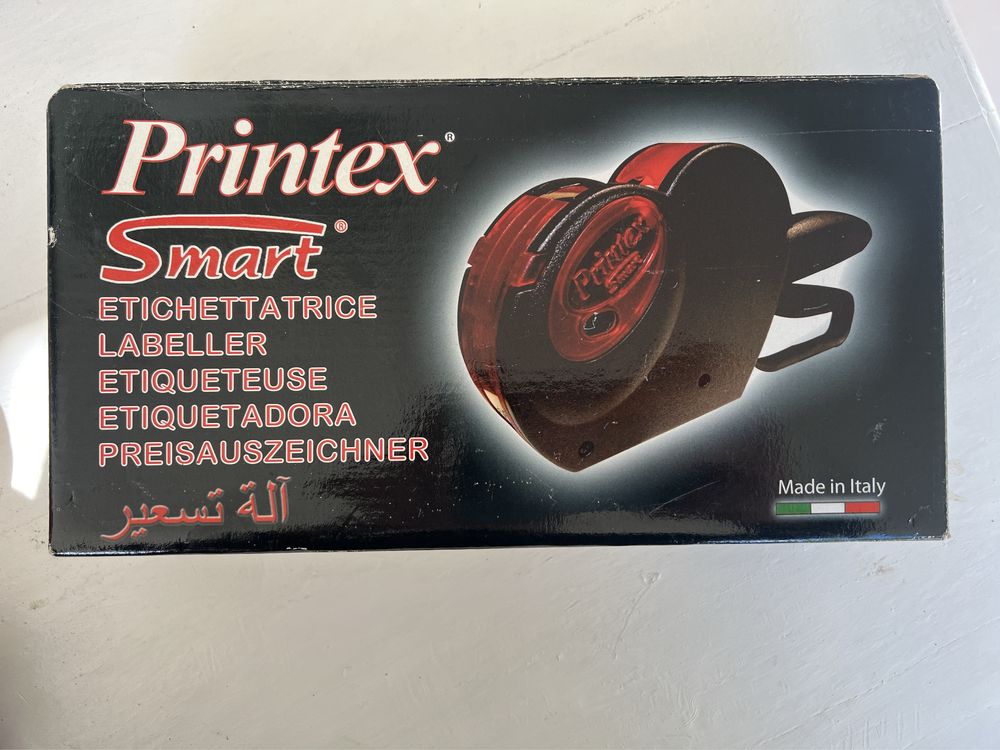 Printex®
Smart®
ETICHETTATRICE
LABELLER
ETIQUETEUSE
ETIQUETADORA
PREISAUSZEICHNER
آلة تسعير
Printex
Smart
Made in Italy